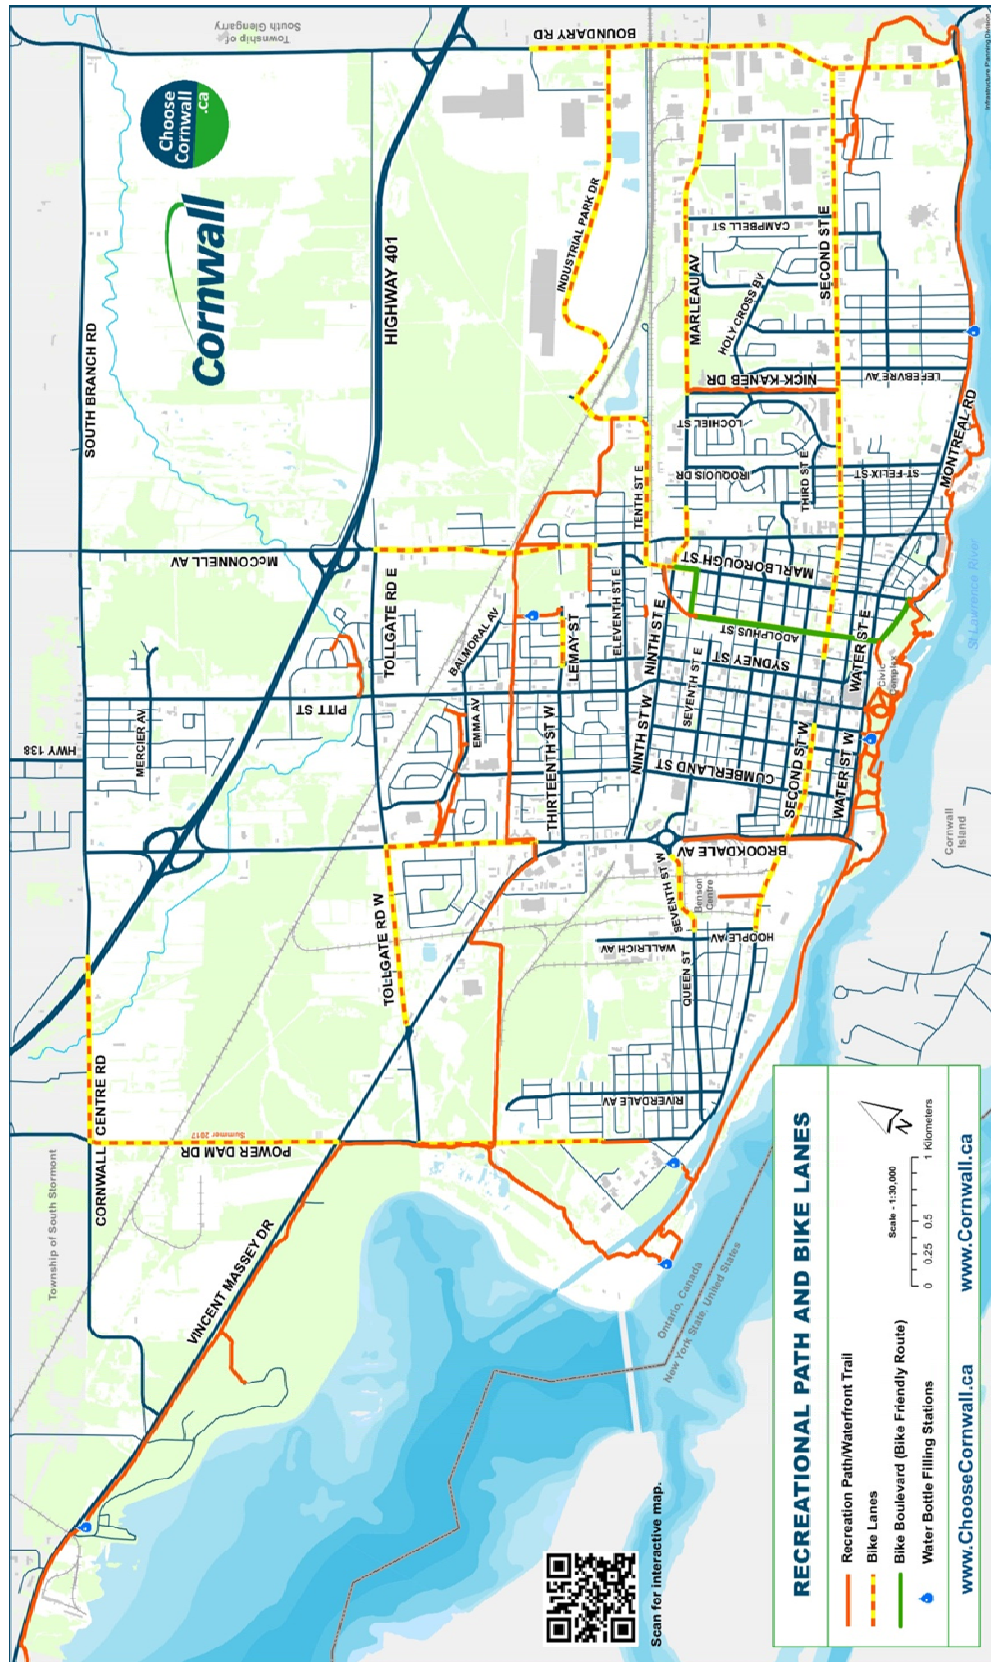 Township of
South Glengarry
Infrastructure Planning Division
BOUNDARY RD
Choose
Cornwall
.ca
Cornwall
SOUTH BRANCH RD
HIGHWAY 401
INDUSTRIAL PARK DR
MARLEAU AV
CAMPBELL ST
SECOND ST E
HOLY CROSS BV
NICK KANEB DR
LEFEBVRE AV
MONTREAL RD
LOCHIEL ST
IROQUOIS DR
THIRD ST E
ST FELIX ST
TENTH ST E
McCONNELL AV
MARLBOROUGH ST
TOLLGATE RD E
BALMORAL AV
LEMAY ST
ELEVENTH ST E
NINTH ST E
ADOLPHUS ST
SYDNEY ST
SEVENTH ST E
WATER ST E
St Lawrence River
Civic
Complex
PITT ST
EMMA AV
MERCIER AV
HWY 138
THIRTEENTH ST W
NINTH ST W
CUMBERLAND ST
SECOND ST W
WATER ST W
Cornwall
Island
BROOKDALE AV
SEVENTH ST W
Benson
Centre
HOOPLE AV
WALLRICH AV
QUEEN ST
TOLLGATE RD W
RIVERDALE AV
CORNWALL CENTRE RD
Summer 2017
POWER DAM DR
Township of South Stormont
VINCENT MASSEY DR
Ontario, Canada
New York State, United States
Scan for interactive map.
RECREATIONAL PATH AND BIKE LANES
Recreation Path/Waterfront Trail
Bike Lanes
Bike Boulevard (Bike Friendly Route)
Water Bottle Filling Stations
N
Scale - 1:30,000
0 0.25 0.5 1 Kilometers
www.ChooseCornwall.ca www.Cornwall.ca